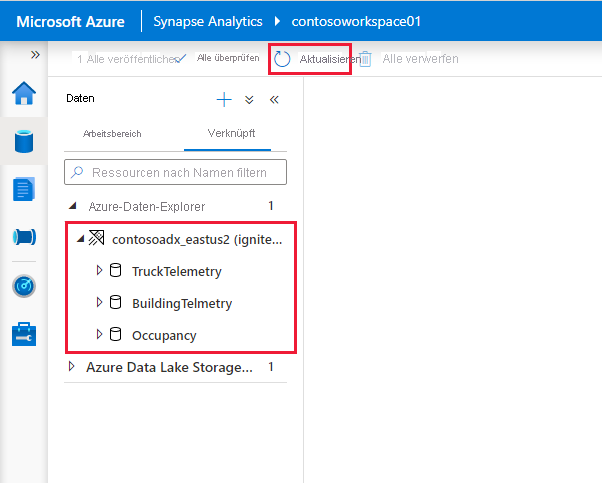 Microsoft Azure Synapse Analytics contosoworkspace01
1 Alle veröffentlichen Alle überprüfen Aktualisieren Alle verwerfen
Daten
Arbeitsbereich Verknüpft
Ressourcen nach Namen filtern
Azure-Daten-Explorer 1
contosoadx_eastus2 (ignite...
TruckTelemetry
BuildingTelmetry
Occupancy
Azure Data Lake Storage... 1